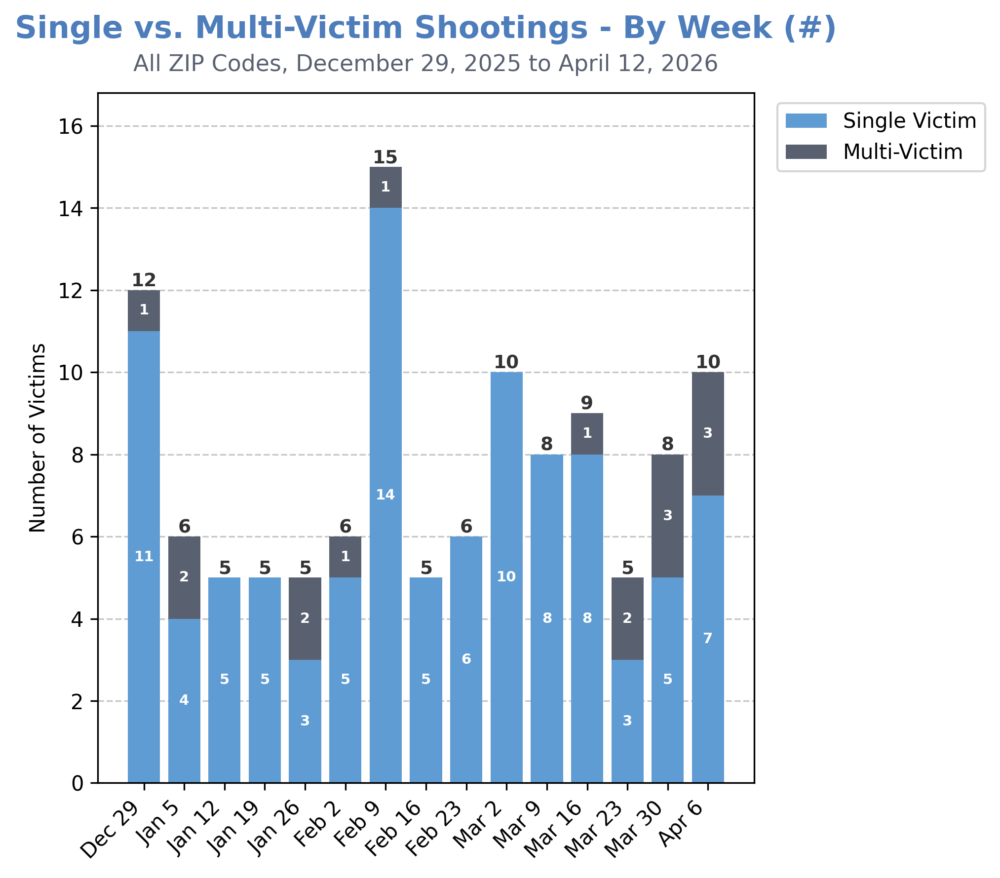 Single vs. Multi-Victim Shootings - By Week (#)
All ZIP Codes, December 29, 2025 to April 12, 2026
Single Victim
Multi-Victim
Number of Victims
16
14
12
10
8
6
4
2
0
12
1
11
6
2
4
5
5
5
5
5
2
3
6
1
5
15
1
14
5
5
6
6
10
10
8
8
9
1
8
5
2
3
8
3
5
10
3
7
Dec 29
Jan 5
Jan 12
Jan 19
Jan 26
Feb 2
Feb 9
Feb 16
Feb 23
Mar 2
Mar 9
Mar 16
Mar 23
Mar 30
Apr 6